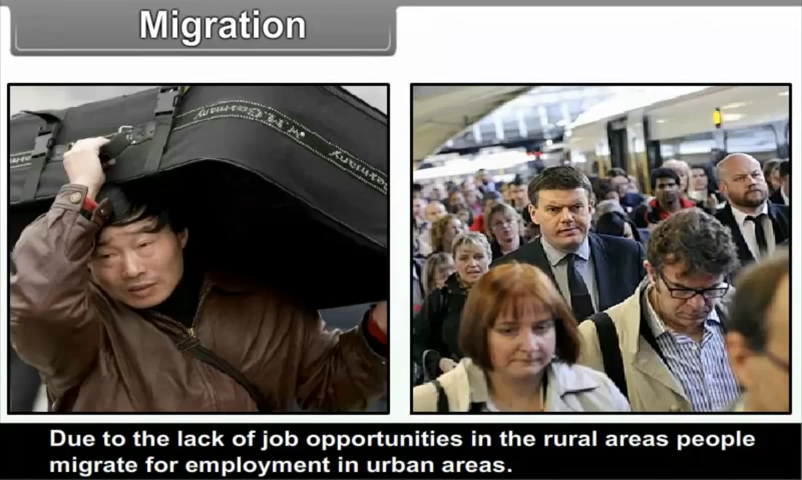 Migration
Due to the lack of job opportunities in the rural areas people
migrate for employment in urban areas.